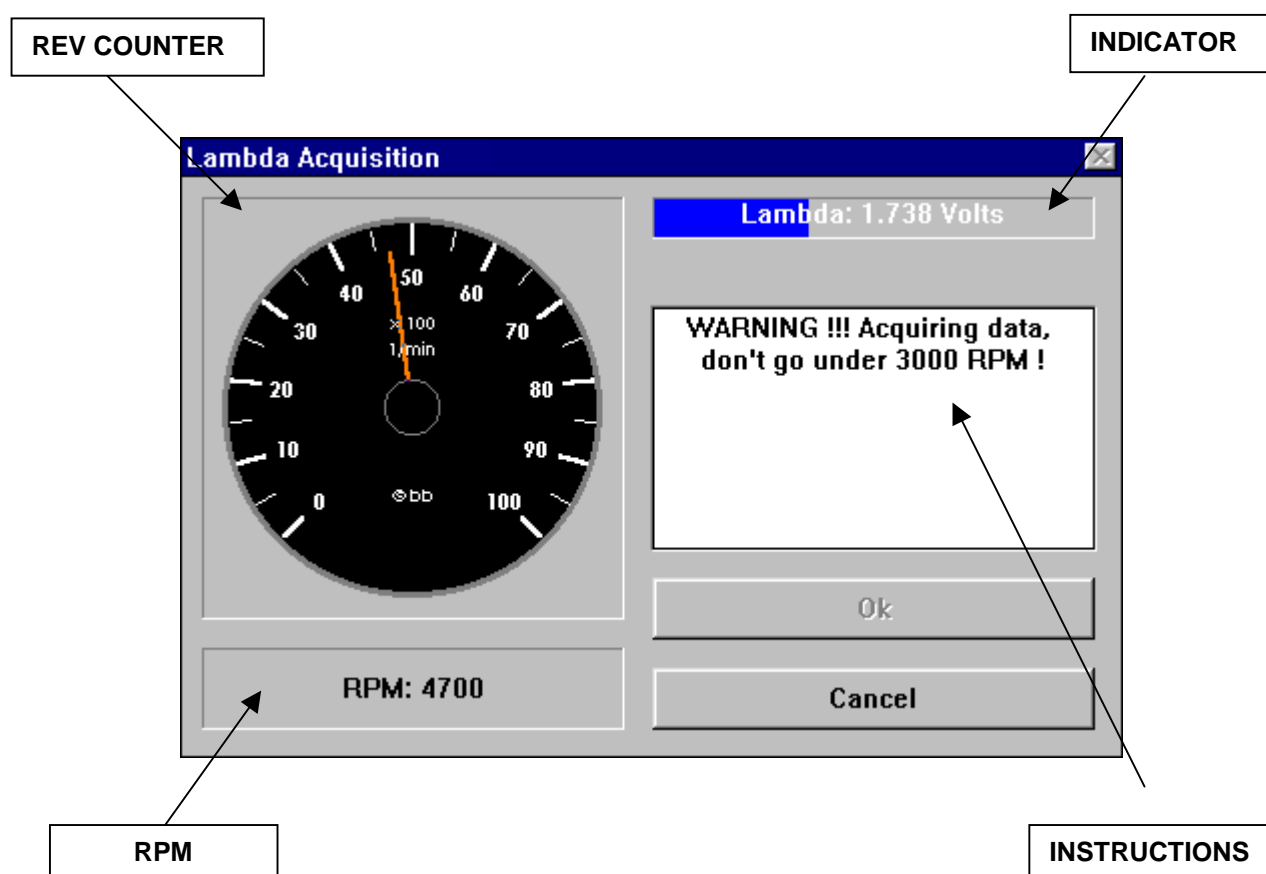 REV COUNTER
INDICATOR
Lambda Acquisition
Lambda: 1.738 Volts
50
40
60
x 100
30
70
1/min
WARNING !!! Acquiring data,
don't go under 3000 RPM !
20
80
10
90
0
©bb
100
Ok
RPM: 4700
Cancel
RPM
INSTRUCTIONS